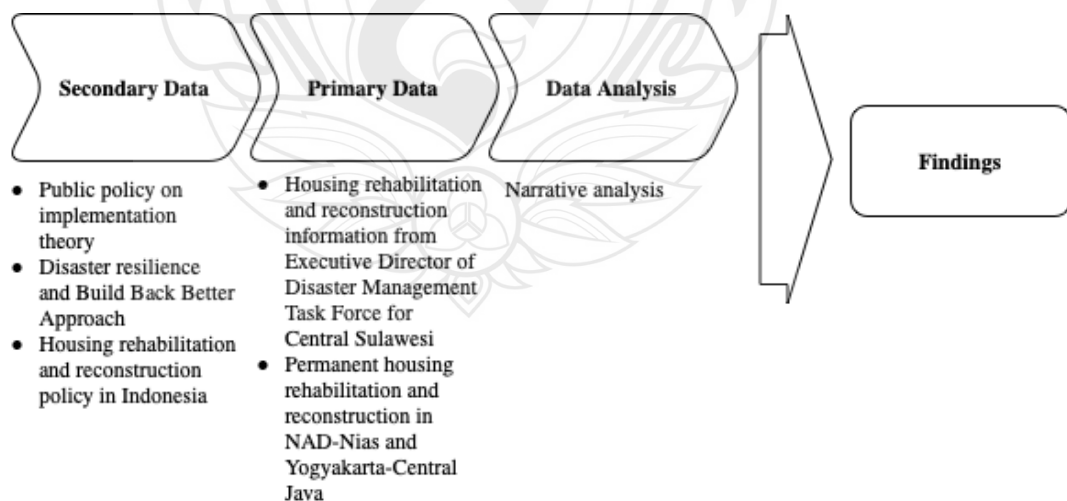 Secondary Data
Primary Data
Data Analysis
Findings
● Public policy on
implementation
theory
● Disaster resilience
and Build Back Better
Approach
● Housing rehabilitation
and reconstruction
policy in Indonesia
● Housing rehabilitation
and reconstruction
information from
Executive Director of
Disaster Management
Task Force for
Central Sulawesi
● Permanent housing
rehabilitation and
reconstruction in
NAD-Nias and
Yogyakarta-Central
Java
Narrative analysis